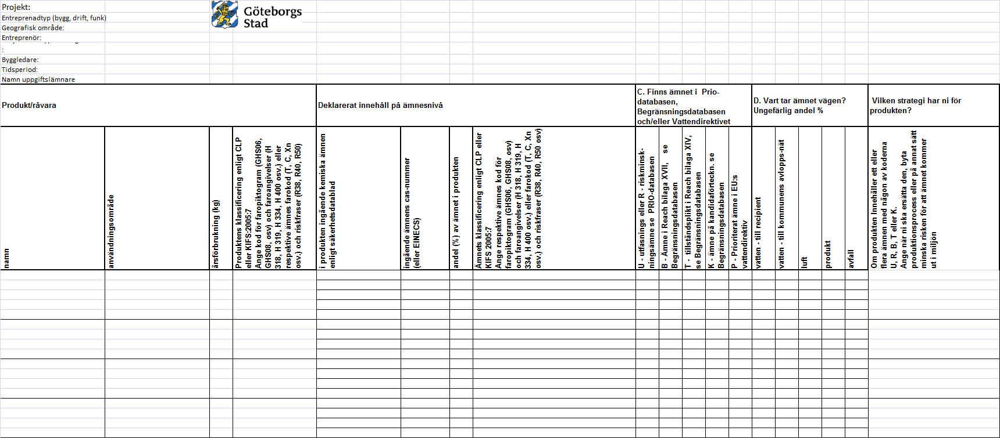 Projekt:
Göteborgs
Stad
Entreprenadtyp (bygg, drift, funk)
Geografisk område:
Entreprenör:
:
Byggledare:
Tidsperiod:
Namn uppgiftslämnare
Produkt/råvara
Deklarerat innehåll på ämnesnivå
C. Finns ämnet i  Prio-
databasen,
Begränsningsdatabasen
och/eller Vattendirektivet
D. Vart tar ämnet vägen?
Ungefärlig andel %
Vilken strategi har ni för
produkten?
namn
användningsområde
årsförbrukning (kg)
Produktens klassificering enligt CLP
eller KIFS:2005:7
Ange kod för faropiktogram (GHS06,
GHS08, osv) och faroangivelser (H
318, H 319, H 334, H 400 osv.) eller
respektive ämnes farokod (T, C, Xn
osv.) och riskfraser (R38, R40, R50)
i produkten ingående kemiska ämnen
enligt säkerhetsdatablad
ingående ämnens cas-nummer
(eller EINECS)
andel (%) av ämnet i produkten
Ämnets klassificering enligt CLP eller
KIFS 2005:7
Ange respektive ämnes kod för
faropikogram (GHS06, GHS08, osv)
och faroangivelser (H 318, H 319, H
334, H 400 osv.) eller farokod (T, C, Xn
osv.) och riskfraser (R38, R40, R50 osv)
U - utfasnings eller R - riskminsk-
ningsämne se  PRIO-databasen
B - Ämne i Reach bilaga XVII,  se
Begränsningsdatabasen
T -  tillståndsplikt i Reach bilaga XIV,
se Begränsningsdatabasen
K - ämne på kandidaförteckn. se
Begränsningsdatabasen
P - Prioriterat ämne i EU:s
vattendirektiv
vatten - till recipient
vatten - till kommunens avlopps-nät
luft
produkt
avfall
Om produkten Innehåller ett eller
flera ämnen med någon av koderna
U, R, B, T eller K.
Ange när ni ska ersätta den, byta
produktionsprocess eller på annat sätt
minska risken för att ämnet kommer
ut i miljön